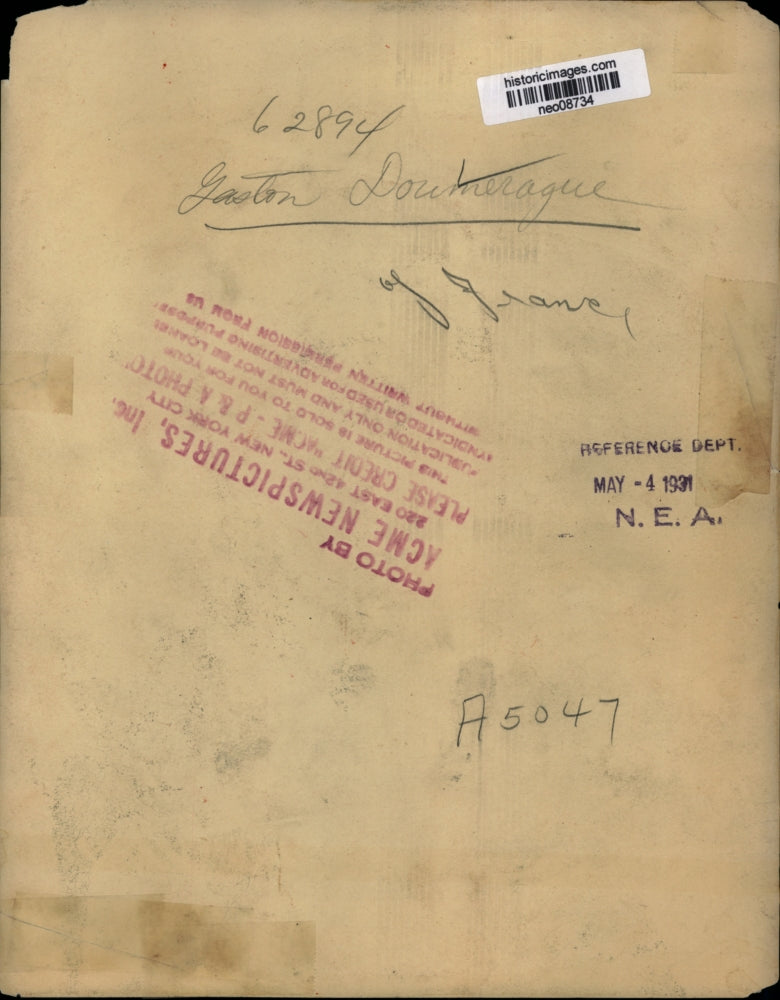 historicimages.com
neo08734
62894
Gaston Doumerague
of France
PHOTO BY
ACME NEWSPICTURES, Inc.
220 EAST 42ND ST. NEW YORK CITY
PLEASE CREDIT "ACME - P & A PHOTO"
THIS PICTURE IS SOLD TO YOU FOR YOUR
PUBLICATION ONLY AND MUST NOT BE LOANED
SYNDICATED OR USED FOR ADVERTISING PURPOSES
WITHOUT WRITTEN PERMISSION FROM US
REFERENCE DEPT.
MAY - 4 1931
N. E. A.
A5047